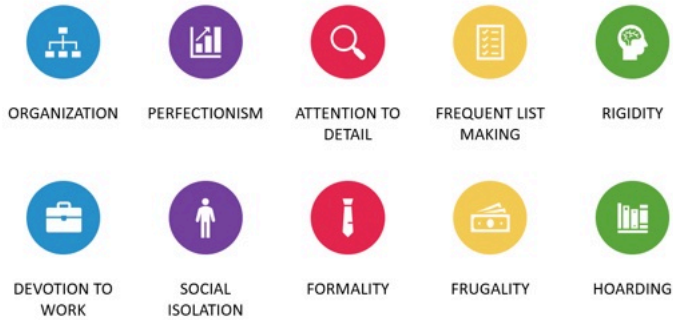 ORGANIZATION
PERFECTIONISM
ATTENTION TO
DETAIL
FREQUENT LIST
MAKING
RIGIDITY
DEVOTION TO
WORK
SOCIAL
ISOLATION
FORMALITY
FRUGALITY
HOARDING